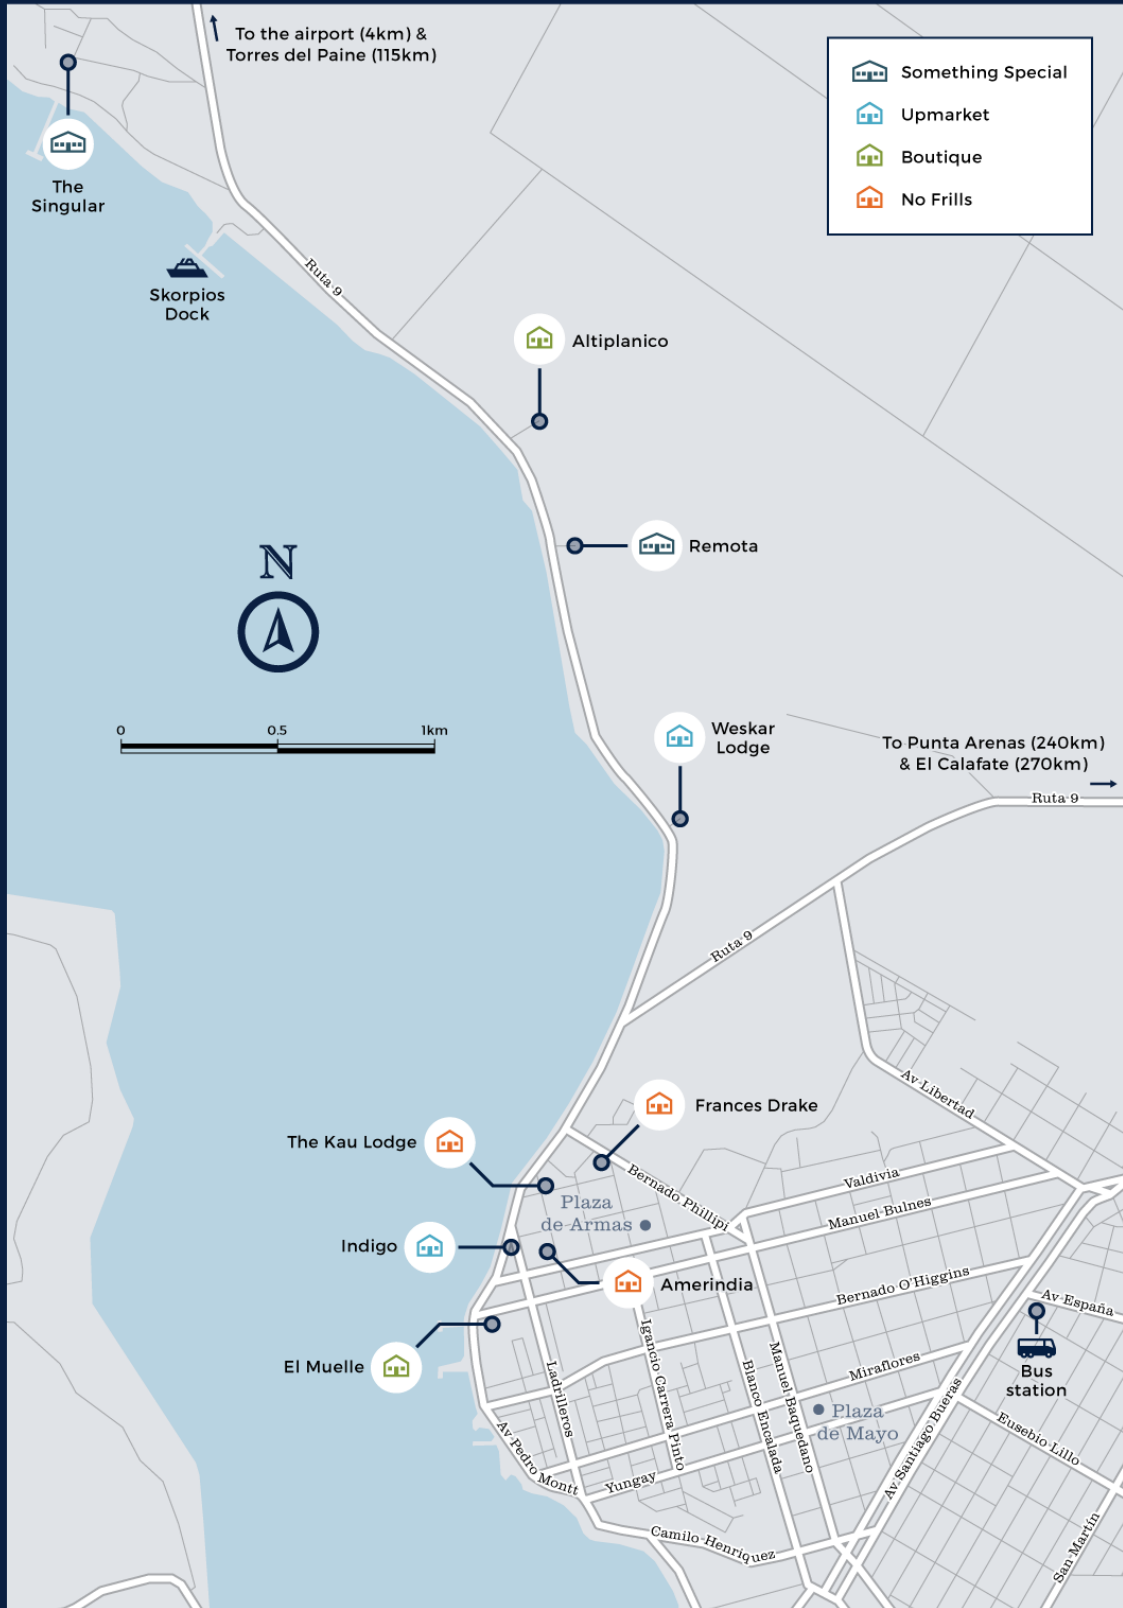 To the airport (4km) &
Torres del Paine (115km)
Something Special
Upmarket
Boutique
No Frills
The
Singular
Skorpios
Dock
Ruta 9
Altiplanico
Remota
N
0 0.5 1km
Weskar
Lodge
To Punta Arenas (240km)
& El Calafate (270km)
Ruta 9
Ruta 9
Av Libertad
Frances Drake
The Kau Lodge
Bernado Phillipi
Valdivia
Plaza
de Armas
Manuel Bulnes
Indigo
Amerindia
Bernado O'Higgins
Av España
El Muelle
Igancio Carrera Pinto
Manuel Baquedano
Miraflores
Bus
station
Ladrilleros
Blanco Encalada
Plaza
de Mayo
Av Santiago Bueras
Eusebio Lillo
Av Pedro Montt
Yungay
Camilo Henriquez
San Martín